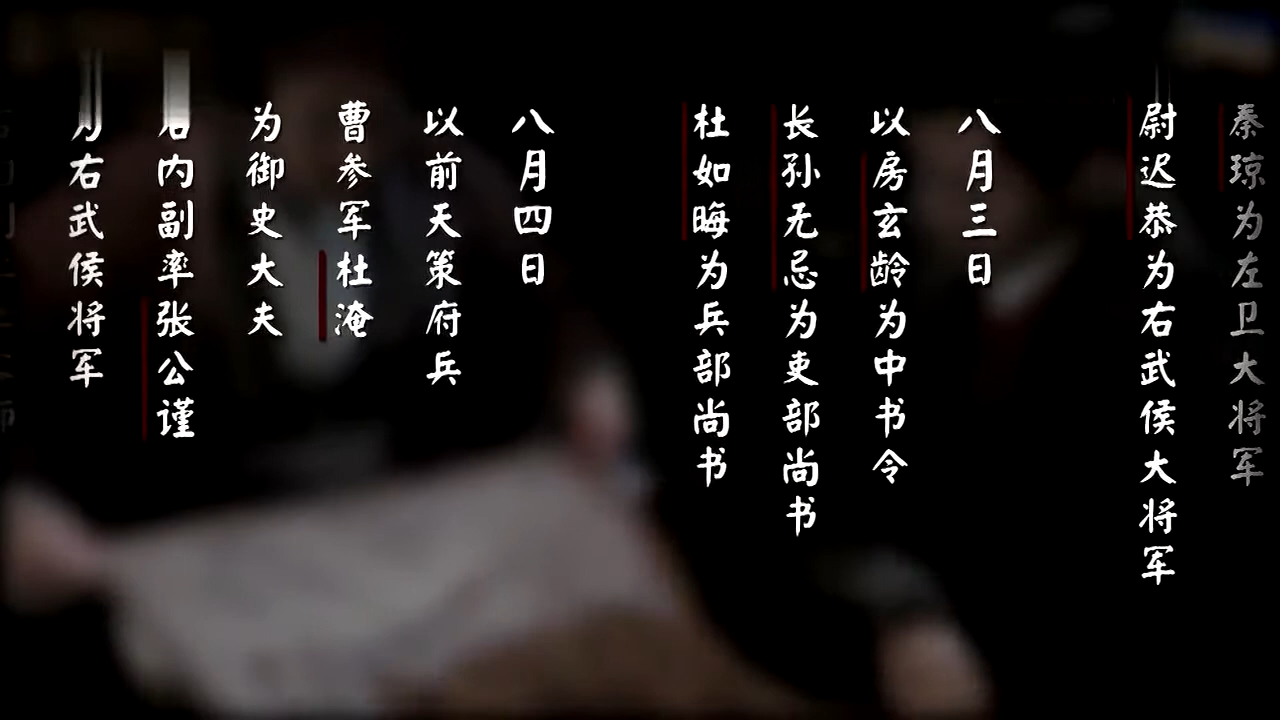 秦琼为左卫大将军
尉迟恭为右武侯大将军
八月三日
以房玄龄为中书令
长孙无忌为吏部尚书
杜如晦为兵部尚书
八月四日
以前天策府兵
曹参军杜淹
为御史大夫
右内副率张公谨
为右武侯将军